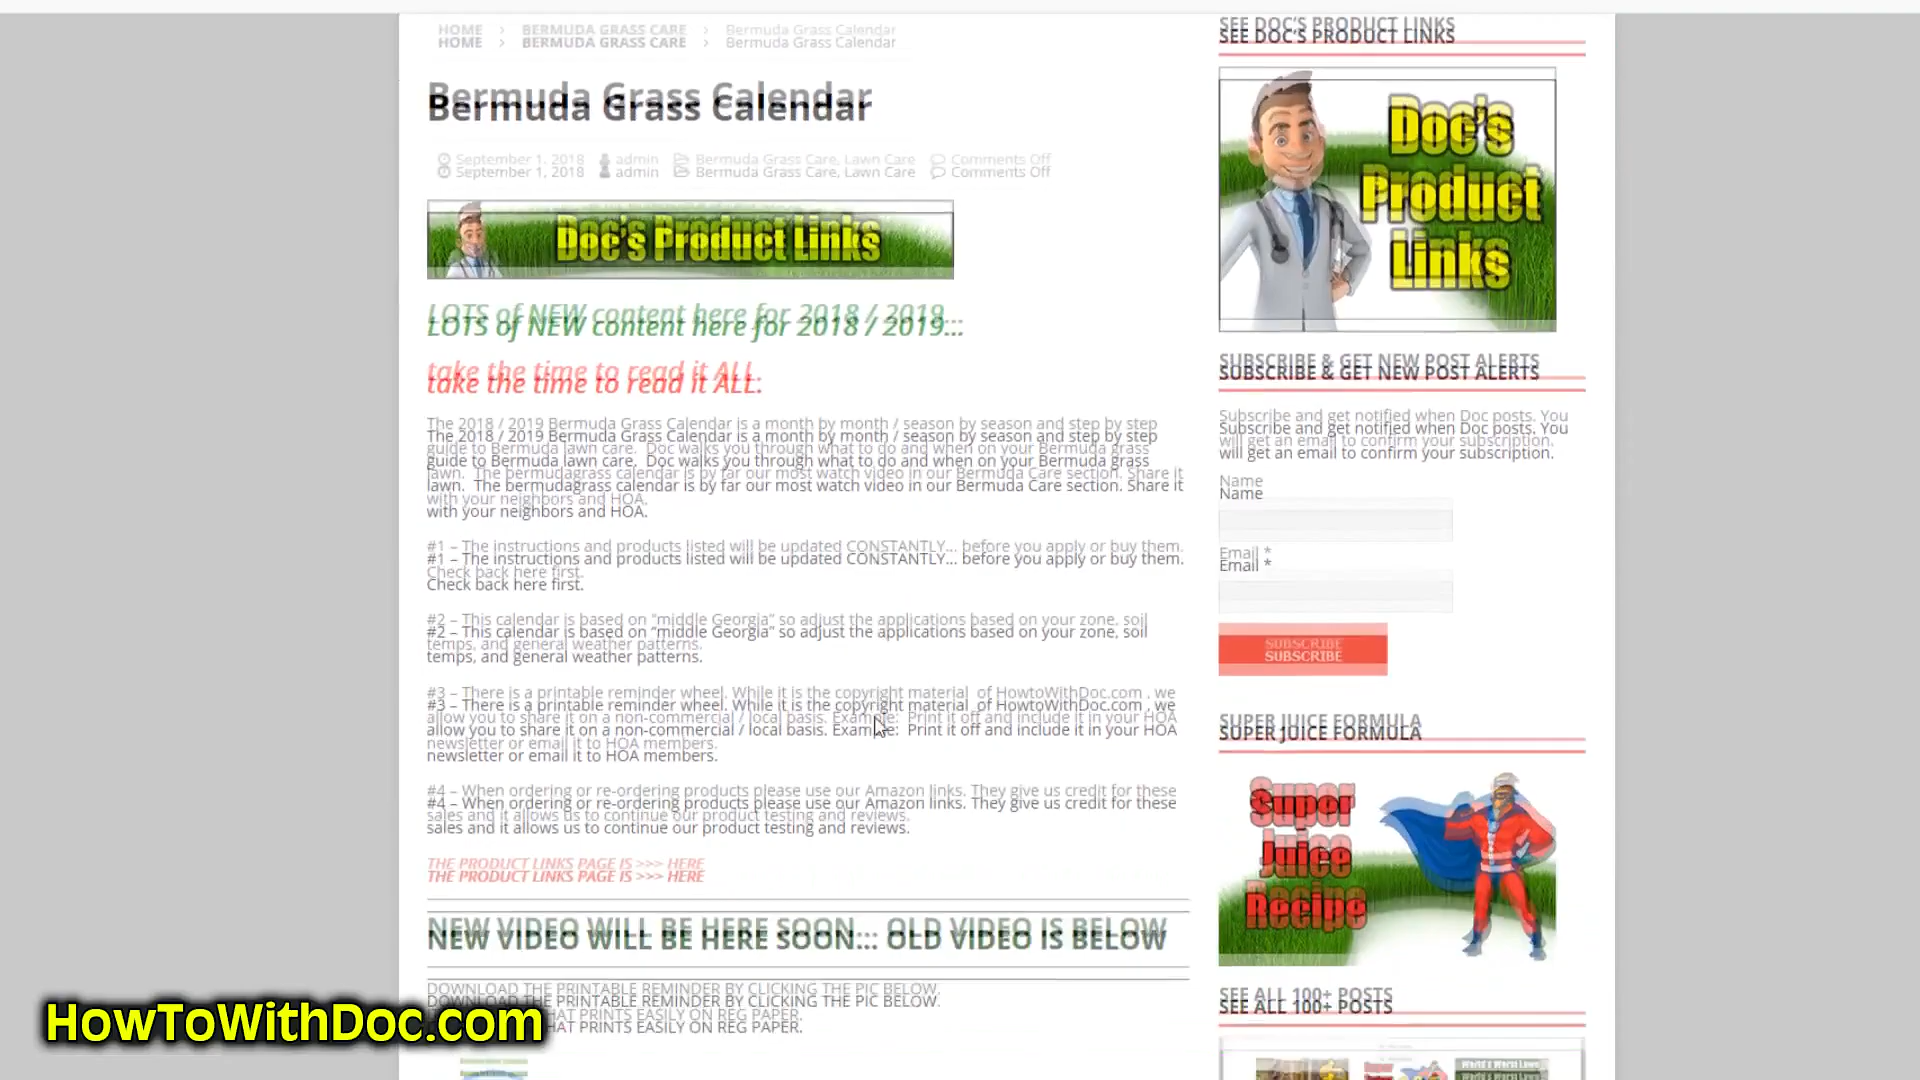 HOME > BERMUDA GRASS CARE > Bermuda Grass Calendar
Bermuda Grass Calendar
September 1, 2018 admin Bermuda Grass Care, Lawn Care Comments Off
Doc's Product Links
LOTS of NEW content here for 2018 / 2019...
take the time to read it ALL.
The 2018 / 2019 Bermuda Grass Calendar is a month by month / season by season and step by step
guide to Bermuda lawn care. Doc walks you through what to do and when on your Bermuda grass
lawn. The bermudagrass calendar is by far our most watch video in our Bermuda Care section. Share it
with your neighbors and HOA.
#1 – The instructions and products listed will be updated CONSTANTLY... before you apply or buy them.
Check back here first.
#2 – This calendar is based on "middle Georgia" so adjust the applications based on your zone, soil
temps, and general weather patterns.
#3 – There is a printable reminder wheel. While it is the copyright material of HowtoWithDoc.com , we
allow you to share it on a non-commercial / local basis. Example: Print it off and include it in your HOA
newsletter or email it to HOA members.
#4 – When ordering or re-ordering products please use our Amazon links. They give us credit for these
sales and it allows us to continue our product testing and reviews.
THE PRODUCT LINKS PAGE IS >>> HERE
NEW VIDEO WILL BE HERE SOON... OLD VIDEO IS BELOW
DOWNLOAD THE PRINTABLE REMINDER BY CLICKING THE PIC BELOW.
HAT PRINTS EASILY ON REG PAPER.
HowToWithDoc.com
SEE DOC'S PRODUCT LINKS
Doc's
Product
Links
SUBSCRIBE & GET NEW POST ALERTS
Subscribe and get notified when Doc posts. You
will get an email to confirm your subscription.
Name
Email *
SUBSCRIBE
SUPER JUICE FORMULA
Super
Juice
Recipe
SEE ALL 100+ POSTS
World's Worst Lawn